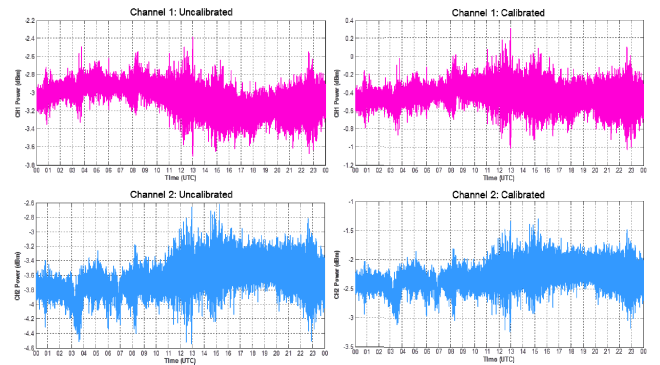 Channel 1: Uncalibrated
-2.2
-2.4
-2.6
-2.8
-3
-3.2
-3.4
-3.6
-3.8
CH1 Power (dBm)
00 01 02 03 04 05 06 07 08 09 10 11 12 13 14 15 16 17 18 19 20 21 22 23 00
Time (UTC)
Channel 1: Calibrated
0.4
0.2
0
-0.2
-0.4
-0.6
-0.8
-1
-1.2
CH1 Power (dBm)
00 01 02 03 04 05 06 07 08 09 10 11 12 13 14 15 16 17 18 19 20 21 22 23 00
Time (UTC)
Channel 2: Uncalibrated
-2.6
-2.8
-3
-3.2
-3.4
-3.6
-3.8
-4
-4.2
-4.4
-4.6
CH2 Power (dBm)
00 01 02 03 04 05 06 07 08 09 10 11 12 13 14 15 16 17 18 19 20 21 22 23 00
Time (UTC)
Channel 2: Calibrated
-1
-1.5
-2
-2.5
-3
-3.5
CH2 Power (dBm)
00 01 02 03 04 05 06 07 08 09 10 11 12 13 14 15 16 17 18 19 20 21 22 23 00
Time (UTC)